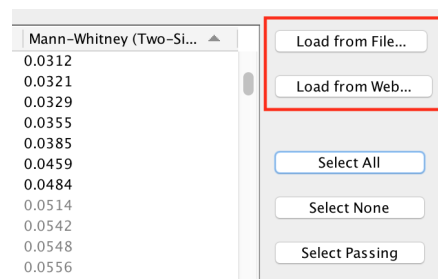 Mann-Whitney (Two-Si...
0.0312
0.0321
0.0329
0.0355
0.0385
0.0459
0.0484
0.0514
0.0542
0.0548
0.0556
Load from File...
Load from Web...
Select All
Select None
Select Passing